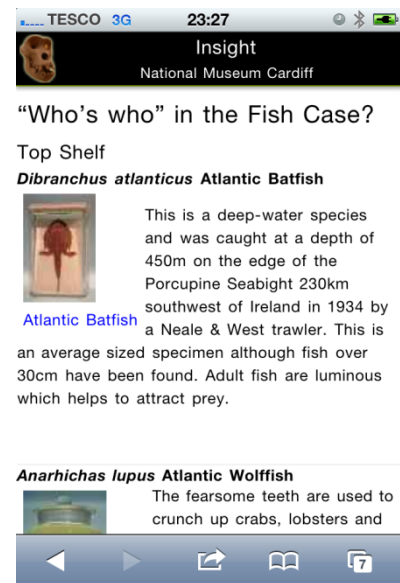 TESCO 3G 23:27
Insight
National Museum Cardiff
“Who’s who” in the Fish Case?
Top Shelf
Dibranchus atlanticus Atlantic Batfish
This is a deep-water species
and was caught at a depth of
450m on the edge of the
Porcupine Seabight 230km
southwest of Ireland in 1934 by
Atlantic Batfish
a Neale & West trawler. This is
an average sized specimen although fish over
30cm have been found. Adult fish are luminous
which helps to attract prey.
Anarhichas lupus Atlantic Wolffish
The fearsome teeth are used to
crunch up crabs, lobsters and
7